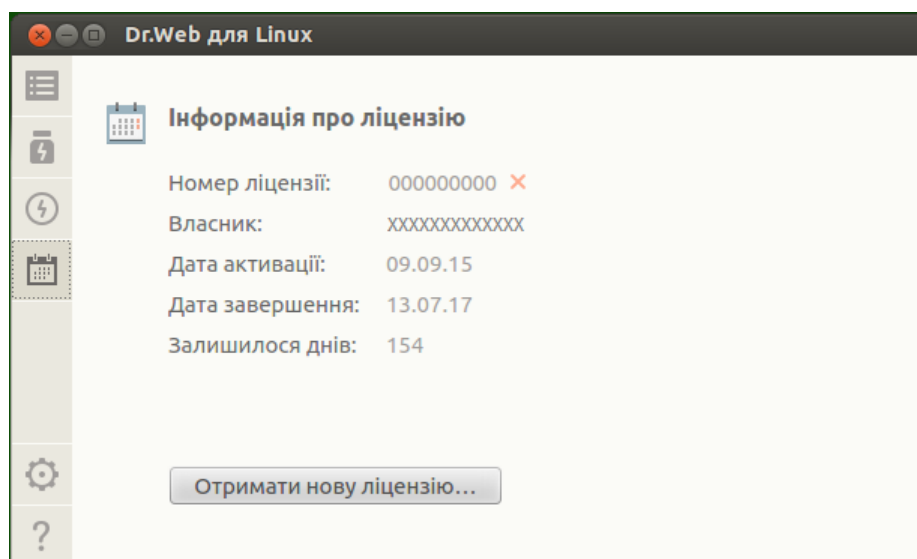 Dr.Web для Linux
Інформація про ліцензію
Номер ліцензії: 000000000
Власник: XXXXXXXXXXXXX
Дата активації: 09.09.15
Дата завершення: 13.07.17
Залишилося днів: 154
Отримати нову ліцензію...
?